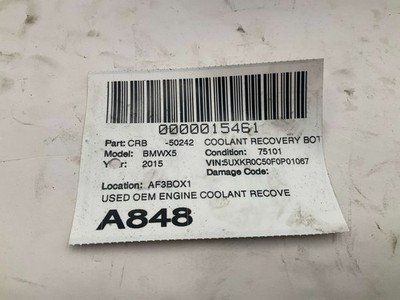 0000015461
Part: CRB -50242 COOLANT RECOVERY BOT
Model: BMWX5 Condition: 75101
Year: 2015 VIN:5UXKR0C50F0P01067
Damage Code:
Location: AF3BOX1
USED OEM ENGINE COOLANT RECOVE
A848